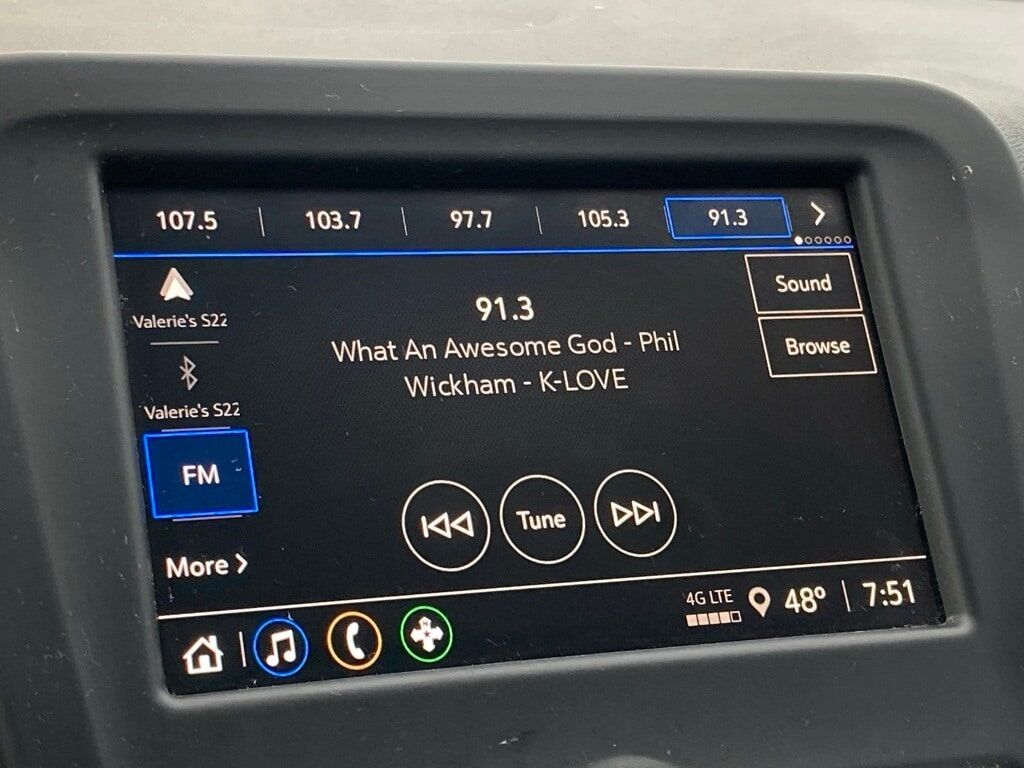 107.5 103.7 97.7 105.3 91.3
Valerie's S22
Valerie's S22
FM
More
91.3
What An Awesome God - Phil
Wickham - K-LOVE
Sound
Browse
Tune
4G LTE
48° 7:51